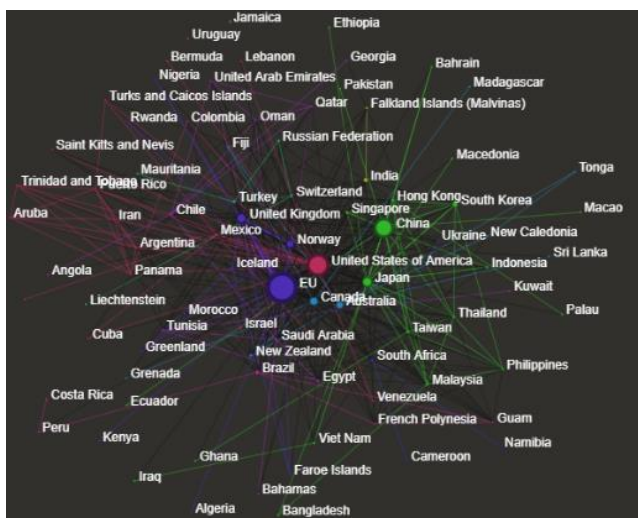 Jamaica
Ethiopia
Uruguay
Bermuda
Lebanon
Georgia
Bahrain
Nigeria
United Arab Emirates
Pakistan
Madagascar
Turks and Caicos Islands
Qatar
Falkland Islands (Malvinas)
Rwanda
Colombia
Oman
Fiji
Russian Federation
Saint Kitts and Nevis
Macedonia
Mauritania
India
Tonga
Trinidad and Tobago
Puerto Rico
Turkey
Switzerland
Hong Kong
South Korea
Aruba
Iran
Chile
United Kingdom
Singapore
China
Macao
Mexico
Norway
Ukraine
New Caledonia
Argentina
Iceland
United States of America
Sri Lanka
Angola
Panama
EU
Japan
Indonesia
Kuwait
Liechtenstein
Morocco
Canada
Australia
Thailand
Palau
Cuba
Tunisia
Israel
Saudi Arabia
Taiwan
Greenland
New Zealand
South Africa
Philippines
Grenada
Brazil
Egypt
Malaysia
Costa Rica
Ecuador
Venezuela
French Polynesia
Guam
Peru
Kenya
Viet Nam
Namibia
Ghana
Cameroon
Iraq
Faroe Islands
Bahamas
Algeria
Bangladesh